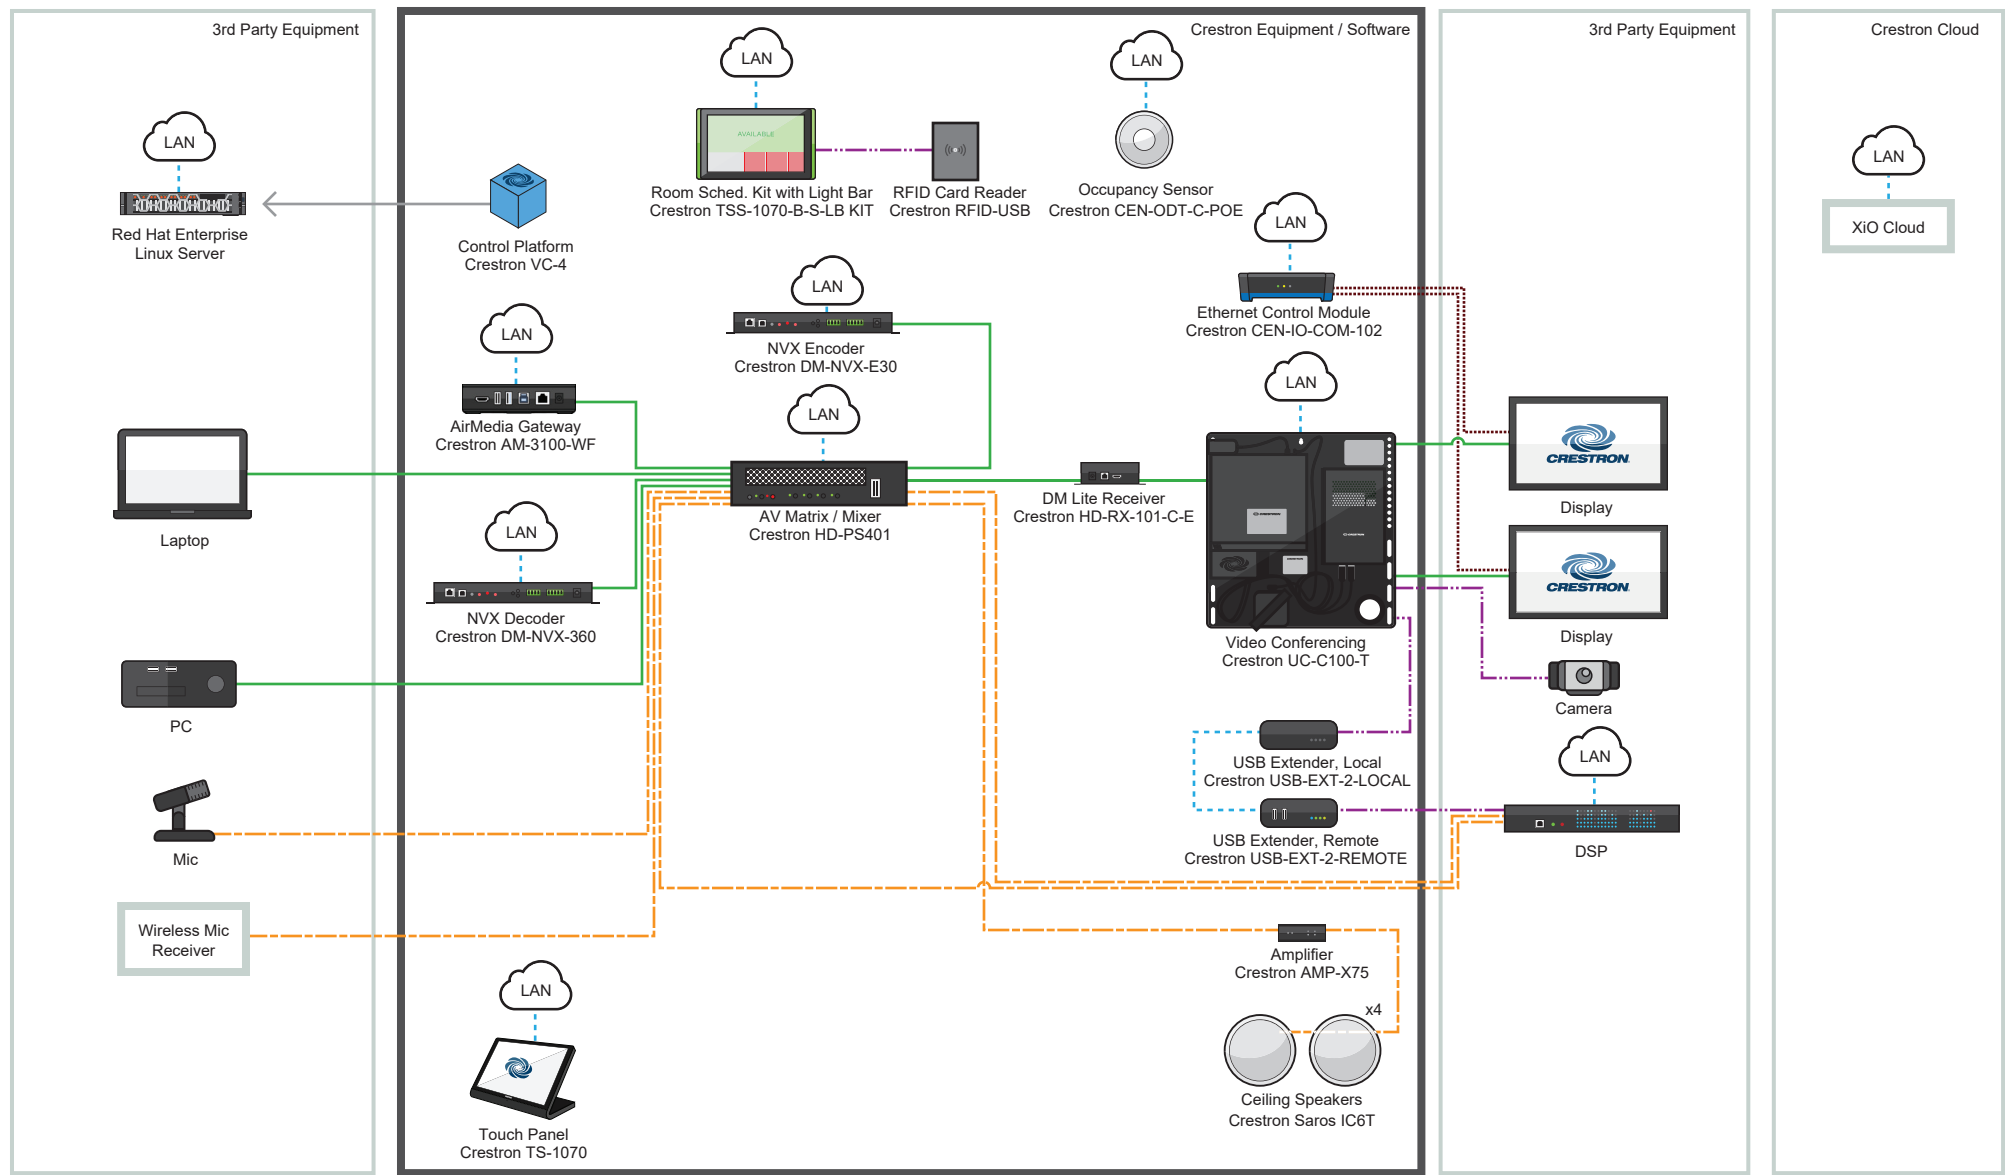 3rd Party Equipment
LAN
Red Hat Enterprise
Linux Server
Laptop
PC
Mic
Wireless Mic
Receiver
Crestron Equipment / Software
LAN
AVAILABLE
Room Sched. Kit with Light Bar
Crestron TSS-1070-B-S-LB KIT
RFID Card Reader
Crestron RFID-USB
LAN
Occupancy Sensor
Crestron CEN-ODT-C-POE
Control Platform
Crestron VC-4
LAN
Ethernet Control Module
Crestron CEN-IO-COM-102
LAN
NVX Encoder
Crestron DM-NVX-E30
LAN
AirMedia Gateway
Crestron AM-3100-WF
LAN
AV Matrix / Mixer
Crestron HD-PS401
LAN
DM Lite Receiver
Crestron HD-RX-101-C-E
CRESTRON
CRESTRON
CRESTRON
Video Conferencing
Crestron UC-C100-T
LAN
NVX Decoder
Crestron DM-NVX-360
USB Extender, Local
Crestron USB-EXT-2-LOCAL
USB Extender, Remote
Crestron USB-EXT-2-REMOTE
Amplifier
Crestron AMP-X75
x4
Ceiling Speakers
Crestron Saros IC6T
LAN
Touch Panel
Crestron TS-1070
3rd Party Equipment
CRESTRON
Display
CRESTRON
Display
Camera
LAN
DSP
Crestron Cloud
LAN
XiO Cloud